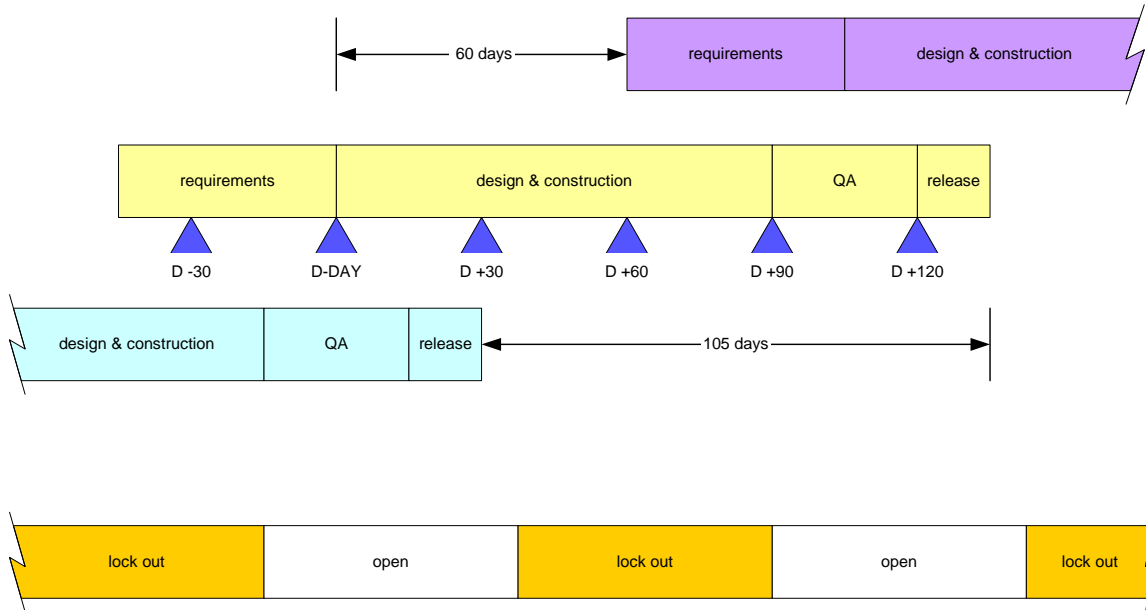 60 days
requirements
design & construction
requirements
design & construction
QA
release
D -30
D-DAY
D +30
D +60
D +90
D +120
design & construction
QA
release
105 days
lock out
open
lock out
open
lock out